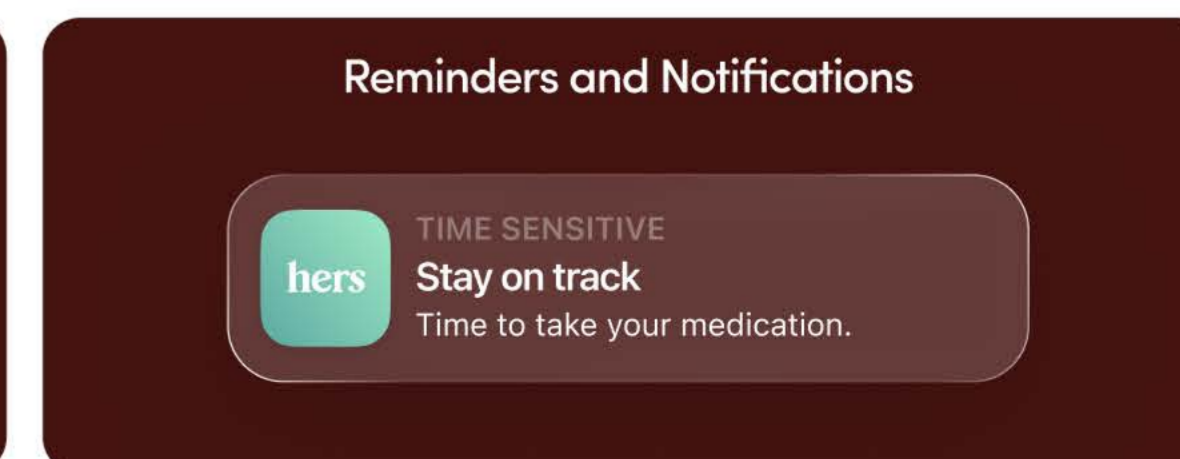 Reminders and Notifications
hers
TIME SENSITIVE
Stay on track
Time to take your medication.